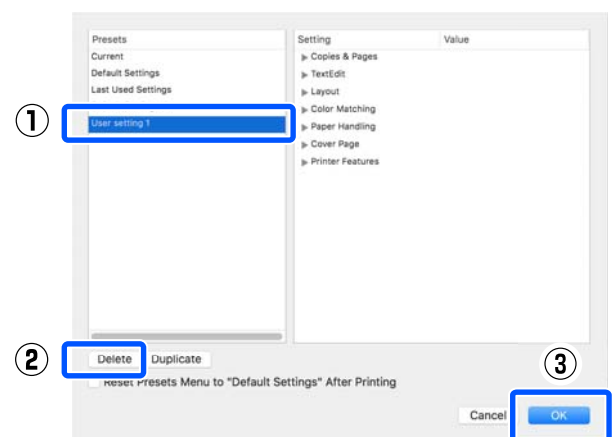 Presets
Current
Default Settings
Last Used Settings
User setting 1
Setting Value
Copies & Pages
TextEdit
Layout
Color Matching
Paper Handling
Cover Page
Printer Features
1
2
Delete Duplicate
3
Reset Presets Menu to "Default Settings" After Printing
Cancel OK